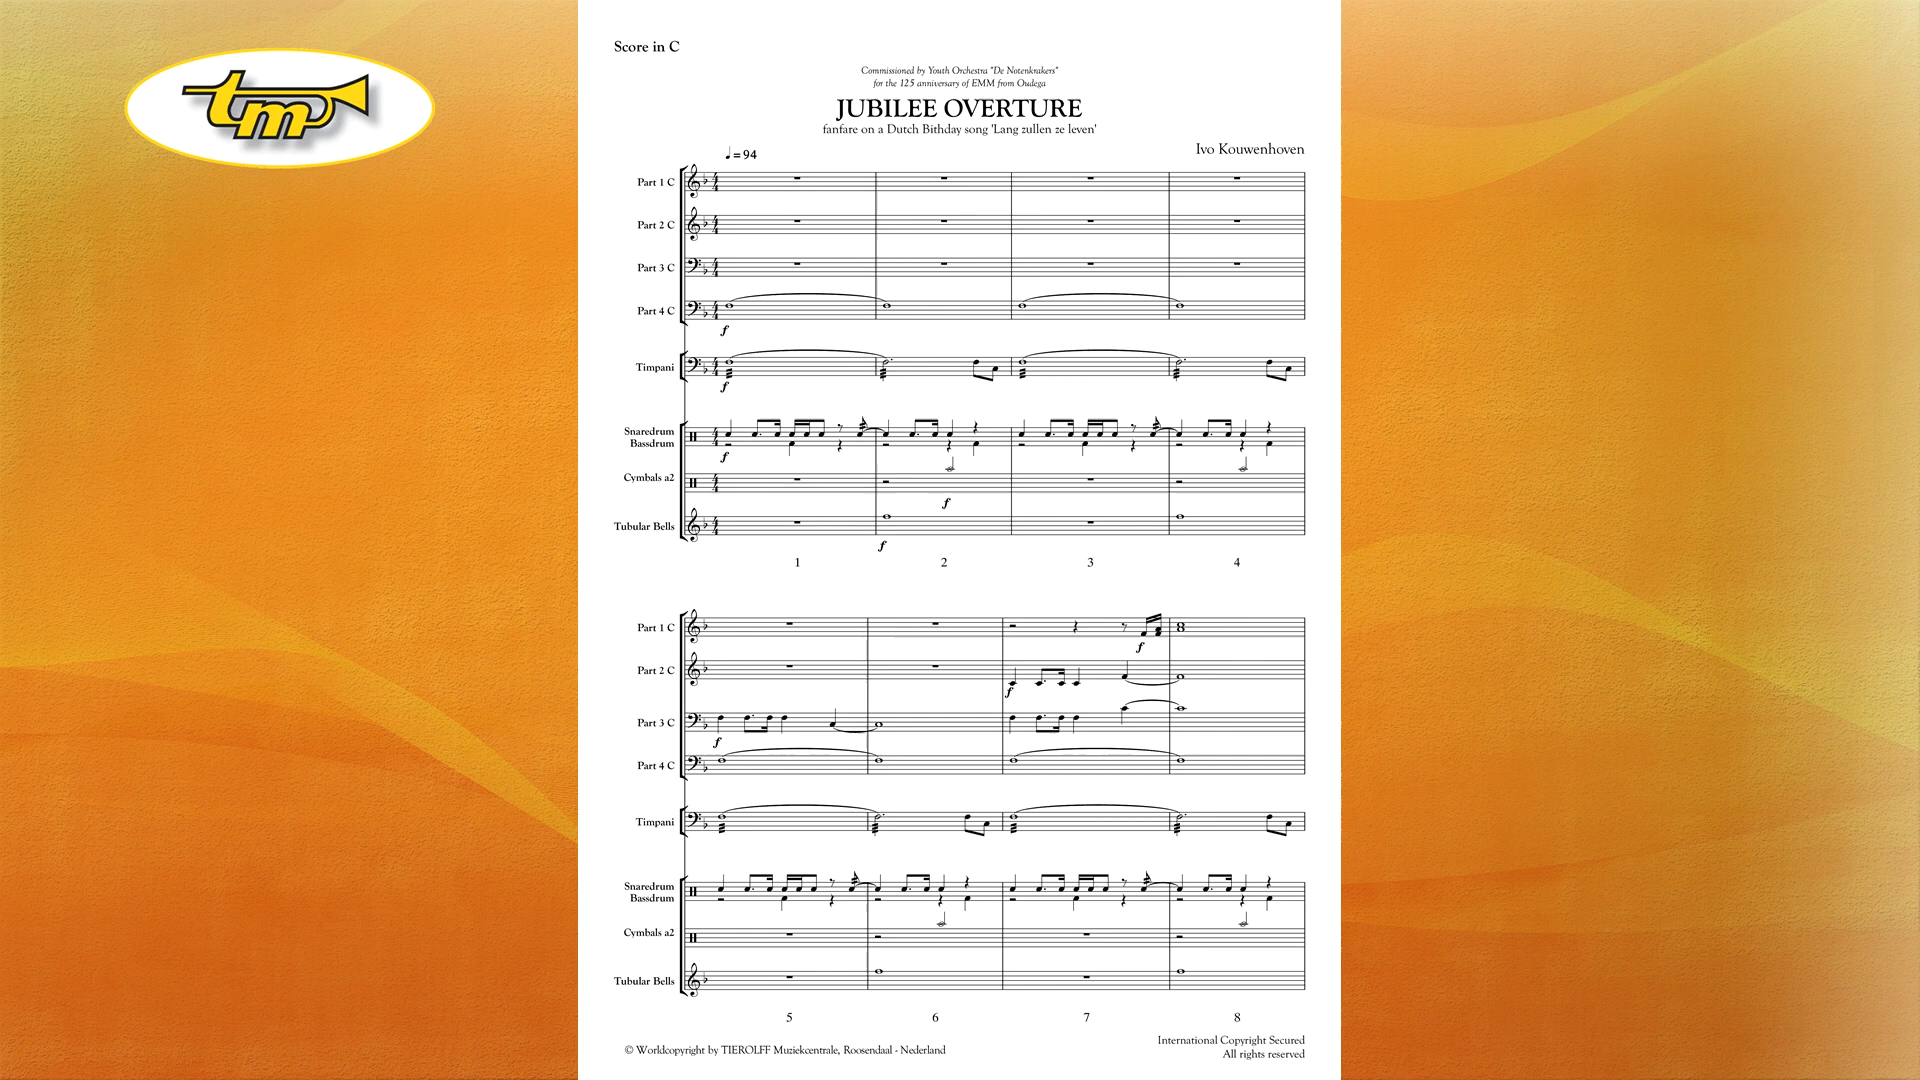 tm
Score in C
Commissioned by Youth Orchestra "De Notenkrakers"
for the 125 anniversary of EMM from Oudega
JUBILEE OVERTURE
fanfare on a Dutch Bithday song 'Lang zullen ze leven'
Ivo Kouwenhoven
♩ = 94
Part 1 C
Part 2 C
Part 3 C
Part 4 C
f
Timpani
f
Snaredrum
Bassdrum
f
Cymbals a2
f
Tubular Bells
f
1 2 3 4
Part 1 C
f
Part 2 C
f
Part 3 C
f
Part 4 C
Timpani
Snaredrum
Bassdrum
Cymbals a2
Tubular Bells
5 6 7 8
© Worldcopyright by TIEROLFF Muziekcentrale, Roosendaal - Nederland
International Copyright Secured
All rights reserved